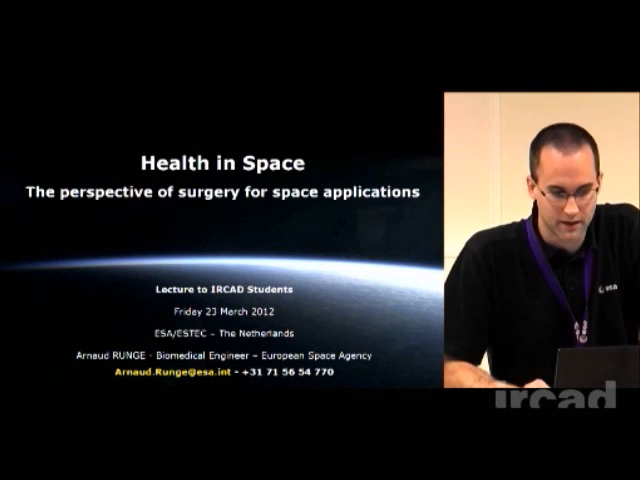 Health in Space
The perspective of surgery for space applications
Lecture to IRCAD Students
Friday 23 March 2012
ESA/ESTEC – The Netherlands
Arnaud RUNGE - Biomedical Engineer – European Space Agency
Arnaud.Runge@esa.int - +31 71 56 54 770
esa
ircad